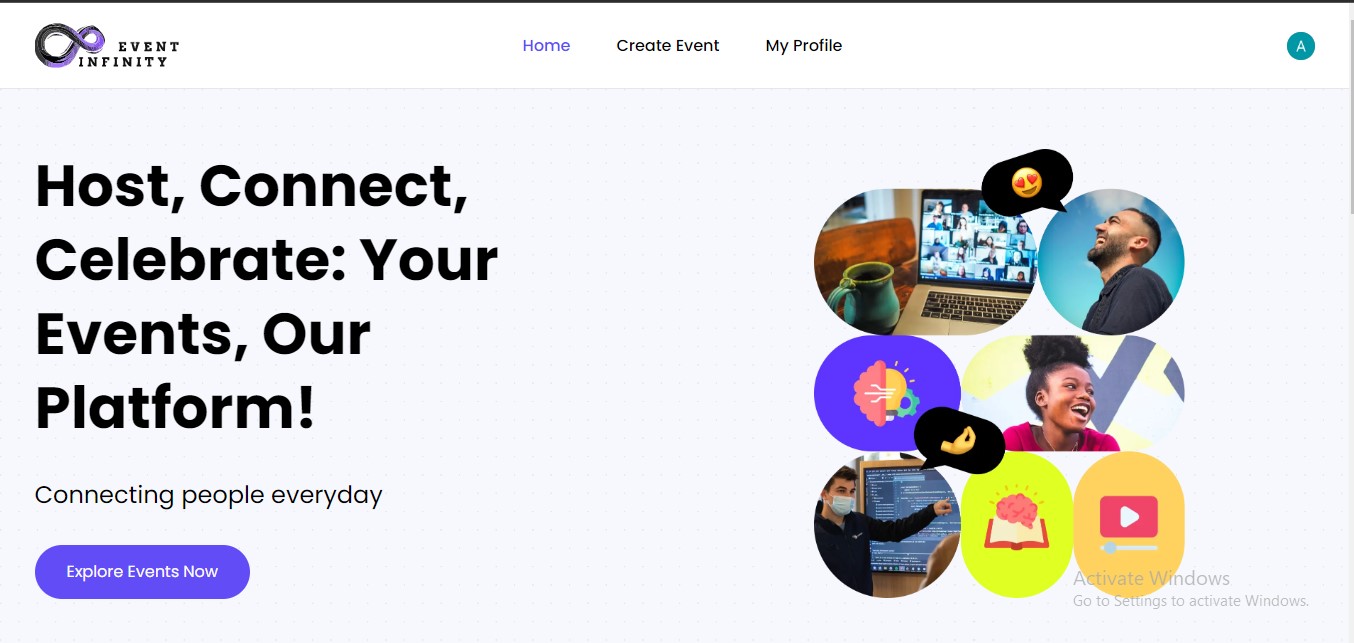 EVENT
INFINITY
Home
Create Event
My Profile
A
Host, Connect,
Celebrate: Your
Events, Our
Platform!
Connecting people everyday
Explore Events Now
Activate Windows
Go to Settings to activate Windows.